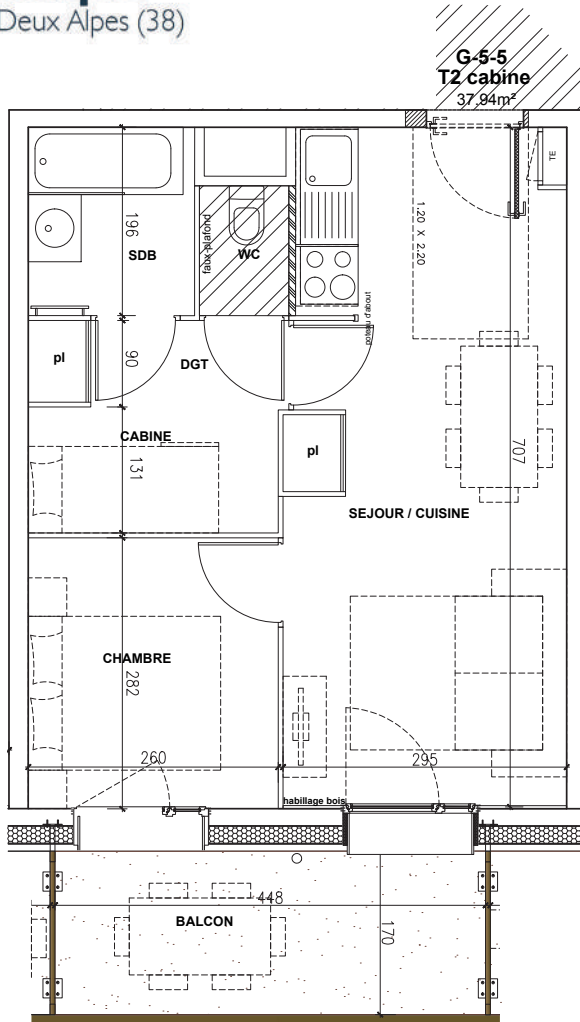 Deux Alpes (38)
G-5-5
T2 cabine
37.94m²
TE
1.20 X 2.20
196
SDB
faux-plafond
WC
poteau d'about
pl
90
DGT
CABINE
131
pl
707
SEJOUR / CUISINE
CHAMBRE
282
260
295
habillage bois
448
BALCON
170